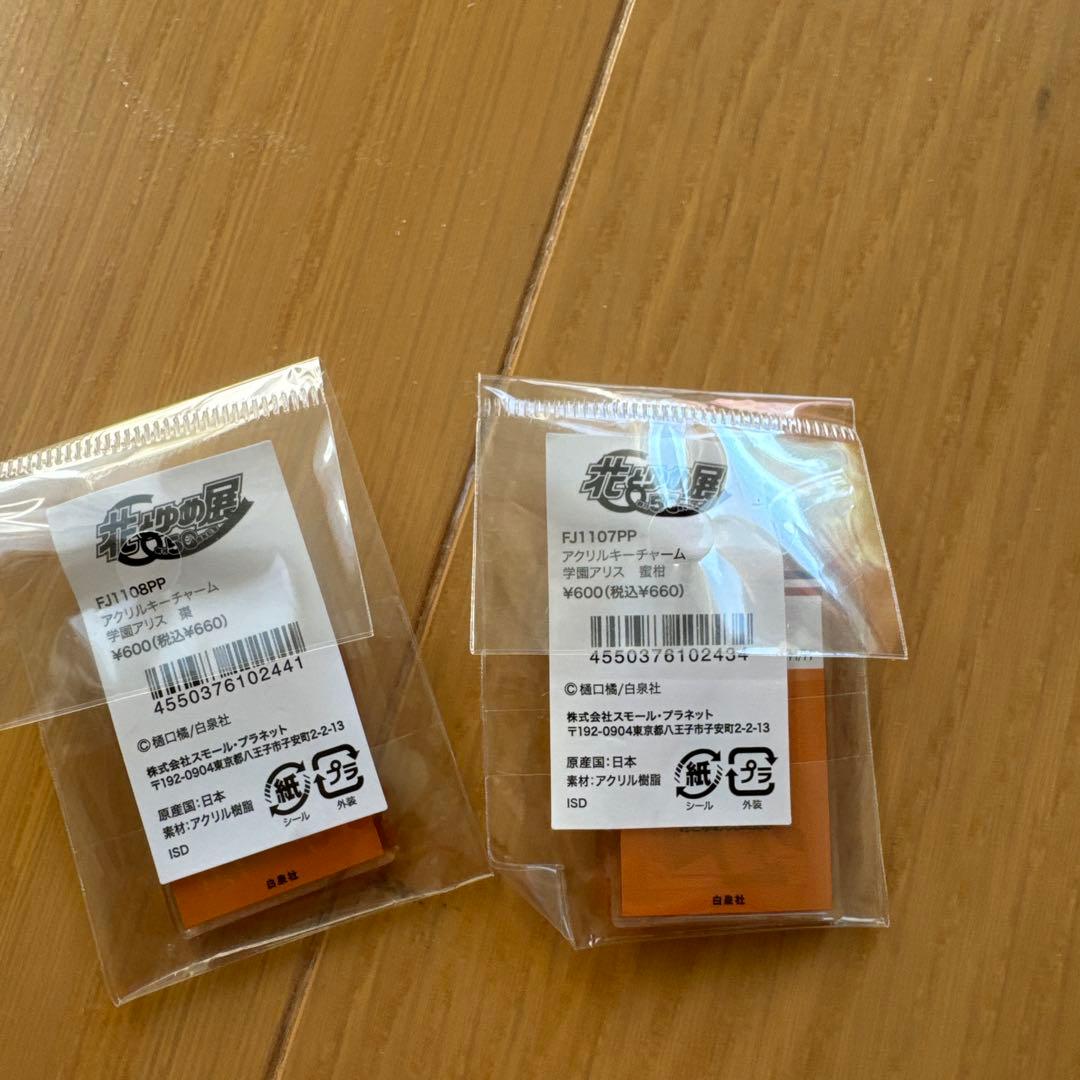 花とゆめ展
FJ1108PP
アクリルキーチャーム
学園アリス 棗
¥600(税込¥660)
4550376102441
©樋口橘/白泉社
株式会社スモール・プラネット
〒192-0904東京都八王子市子安町2-2-13
原産国:日本
素材:アクリル樹脂
ISD
紙
シール
プラ
外装
白泉社
花とゆめ展
FJ1107PP
アクリルキーチャーム
学園アリス 蜜柑
¥600(税込¥660)
4550376102434
©樋口橘/白泉社
株式会社スモール・プラネット
〒192-0904東京都八王子市子安町2-2-13
原産国:日本
素材:アクリル樹脂
ISD
紙
シール
プラ
外装
白泉社